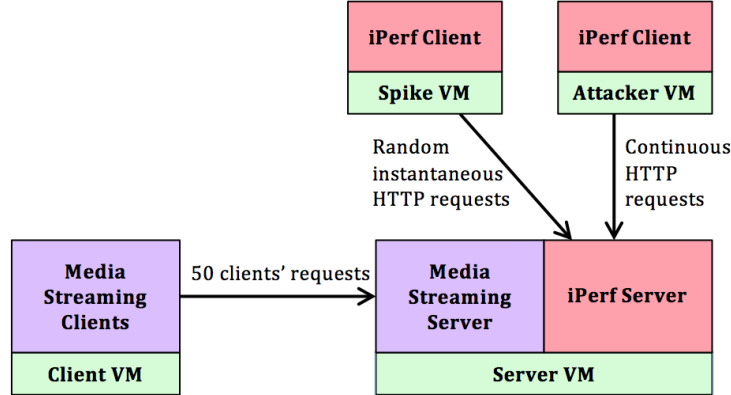 iPerf Client
Spike VM
iPerf Client
Attacker VM
Random
instantaneous
HTTP requests
Continuous
HTTP
requests
Media
Streaming
Clients
Client VM
50 clients’ requests
Media
Streaming
Server
iPerf Server
Server VM